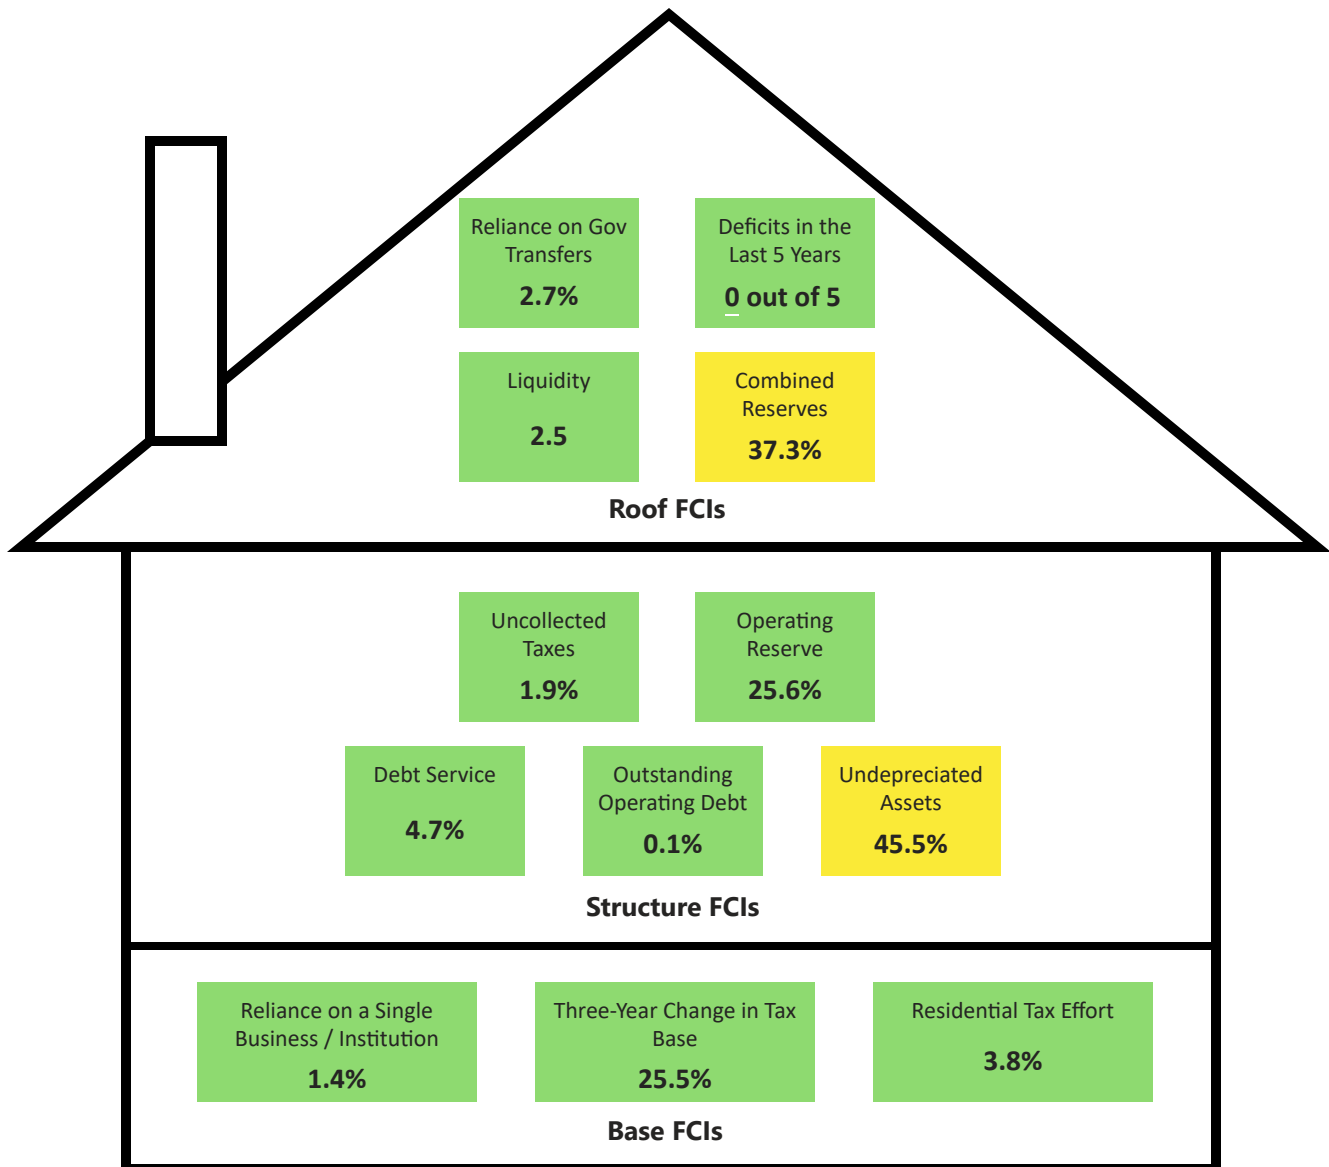 Reliance on Gov
Transfers
2.7%
Deficits in the
Last 5 Years
0 out of 5
Liquidity
2.5
Combined
Reserves
37.3%
Roof FCIs
Uncollected
Taxes
1.9%
Operating
Reserve
25.6%
Debt Service
4.7%
Outstanding
Operating Debt
0.1%
Undepreciated
Assets
45.5%
Structure FCIs
Reliance on a Single
Business / Institution
1.4%
Three-Year Change in Tax
Base
25.5%
Residential Tax Effort
3.8%
Base FCIs